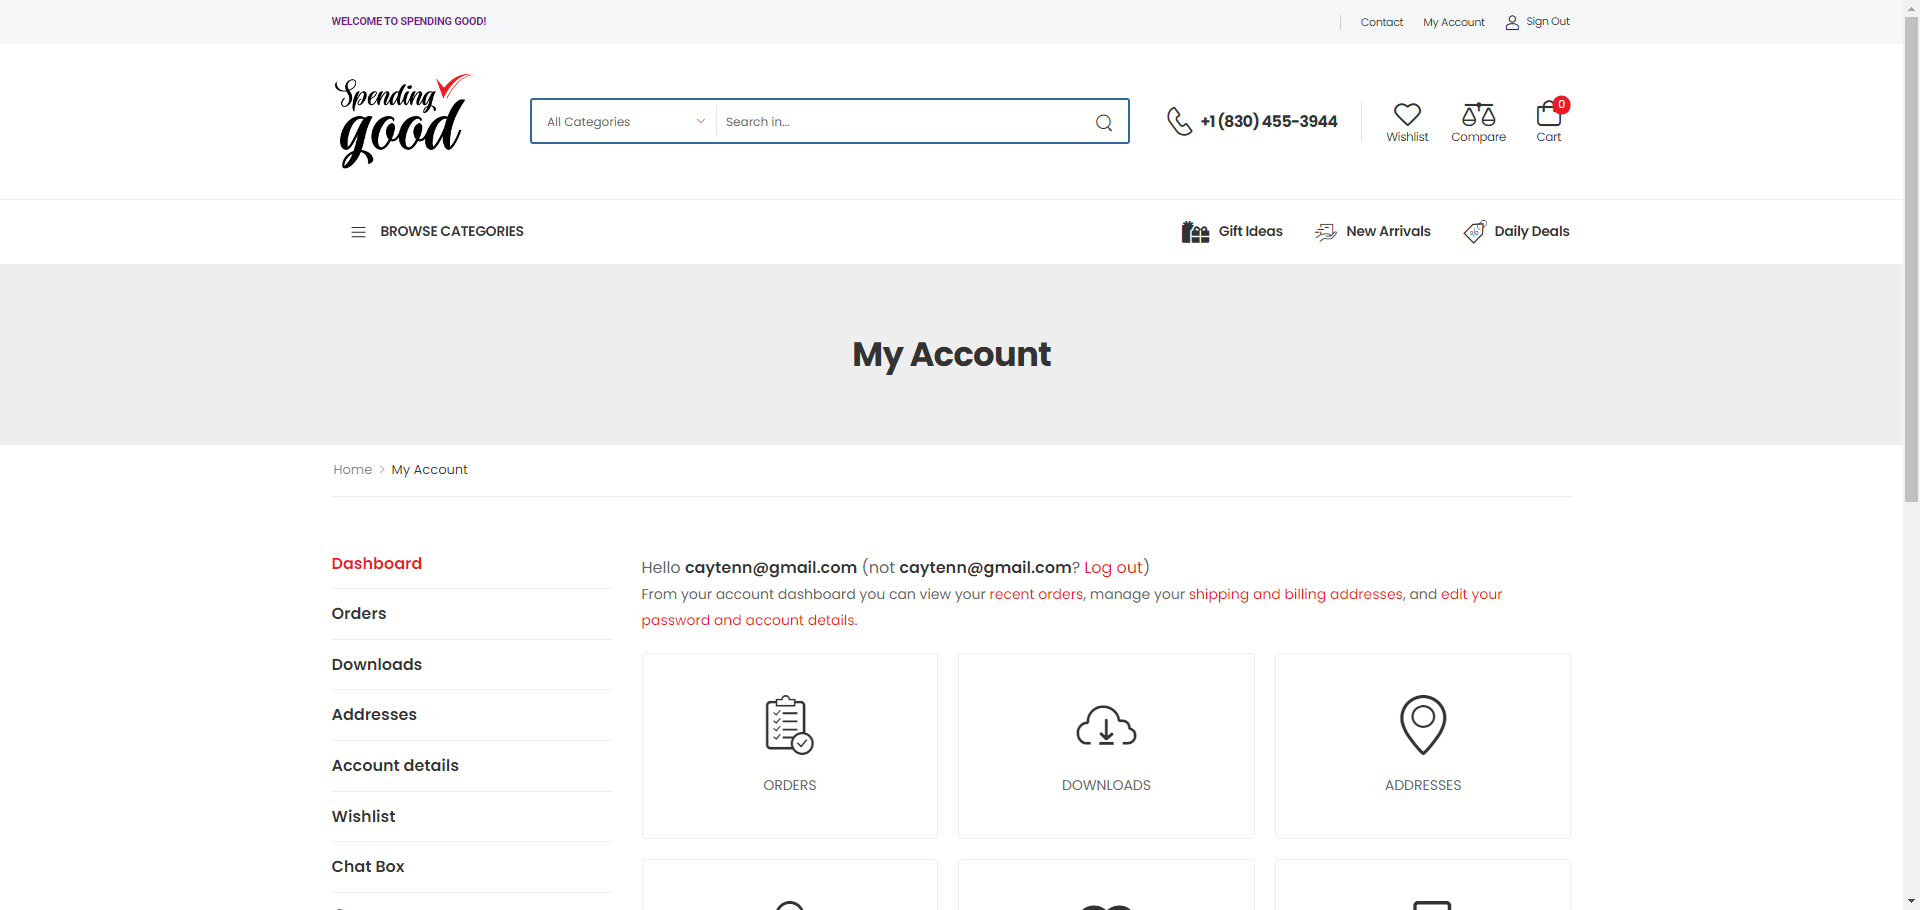 WELCOME TO SPENDING GOOD!
Contact My Account Sign Out
Spending
good
All Categories Search in... +1 (830) 455-3944 0
Wishlist Compare Cart
BROWSE CATEGORIES Gift Ideas New Arrivals Daily Deals
My Account
Home > My Account
Dashboard
Orders
Downloads
Addresses
Account details
Wishlist
Chat Box
Hello caytenn@gmail.com (not caytenn@gmail.com? Log out)
From your account dashboard you can view your recent orders, manage your shipping and billing addresses, and edit your
password and account details.
ORDERS DOWNLOADS ADDRESSES